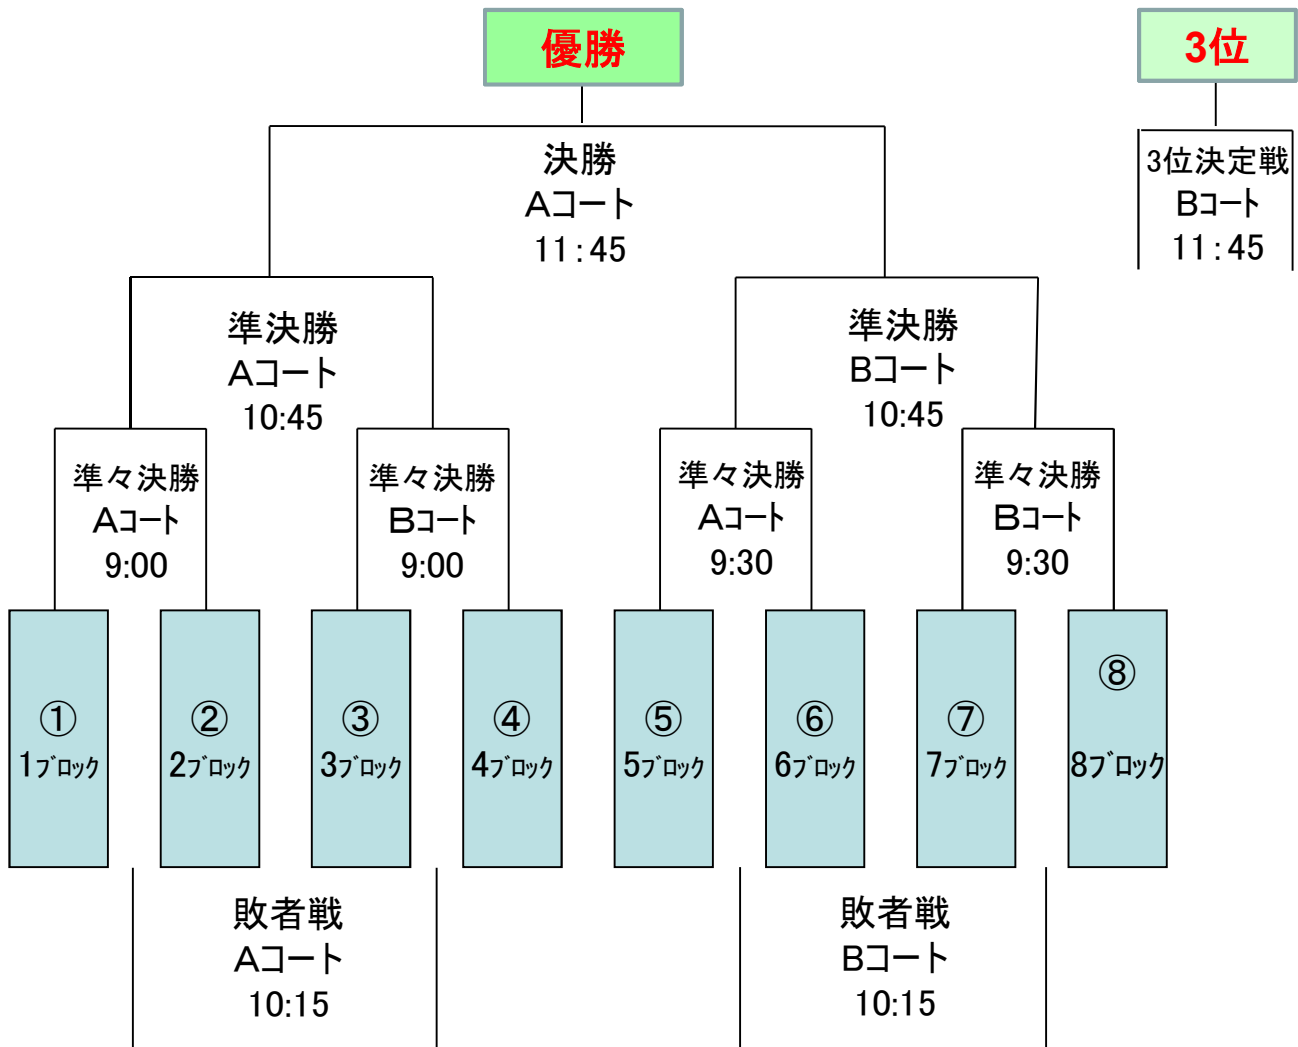 優勝
3位
決勝
Aコート
11:45
3位決定戦
Bコート
11:45
準決勝
Aコート
10:45
準決勝
Bコート
10:45
準々決勝
Aコート
9:00
準々決勝
Bコート
9:00
準々決勝
Aコート
9:30
準々決勝
Bコート
9:30
①
1ブロック
②
2ブロック
③
3ブロック
④
4ブロック
⑤
5ブロック
⑥
6ブロック
⑦
7ブロック
⑧
8ブロック
敗者戦
Aコート
10:15
敗者戦
Bコート
10:15